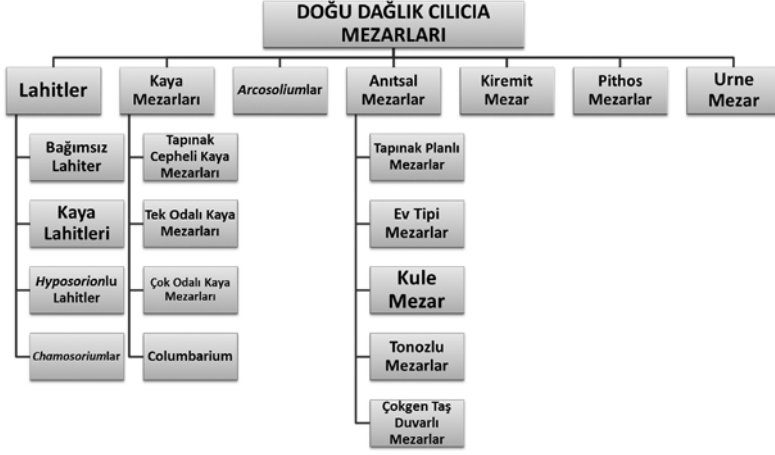 DOĞU DAĞLIK CILICIA
MEZARLARI
Lahitler
Kaya
Mezarları
Arcosoliumlar
Anıtsal
Mezarlar
Kiremit
Mezar
Pithos
Mezarlar
Urne
Mezar
Bağımsız
Lahiter
Kaya
Lahitleri
Hyposorionlu
Lahitler
Chamosoriumlar
Tapınak
Cepheli Kaya
Mezarları
Tek Odalı Kaya
Mezarları
Çok Odalı Kaya
Mezarları
Columbarium
Tapınak Planlı
Mezarlar
Ev Tipi
Mezarlar
Kule
Mezar
Tonozlu
Mezarlar
Çokgen Taş
Duvarlı
Mezarlar